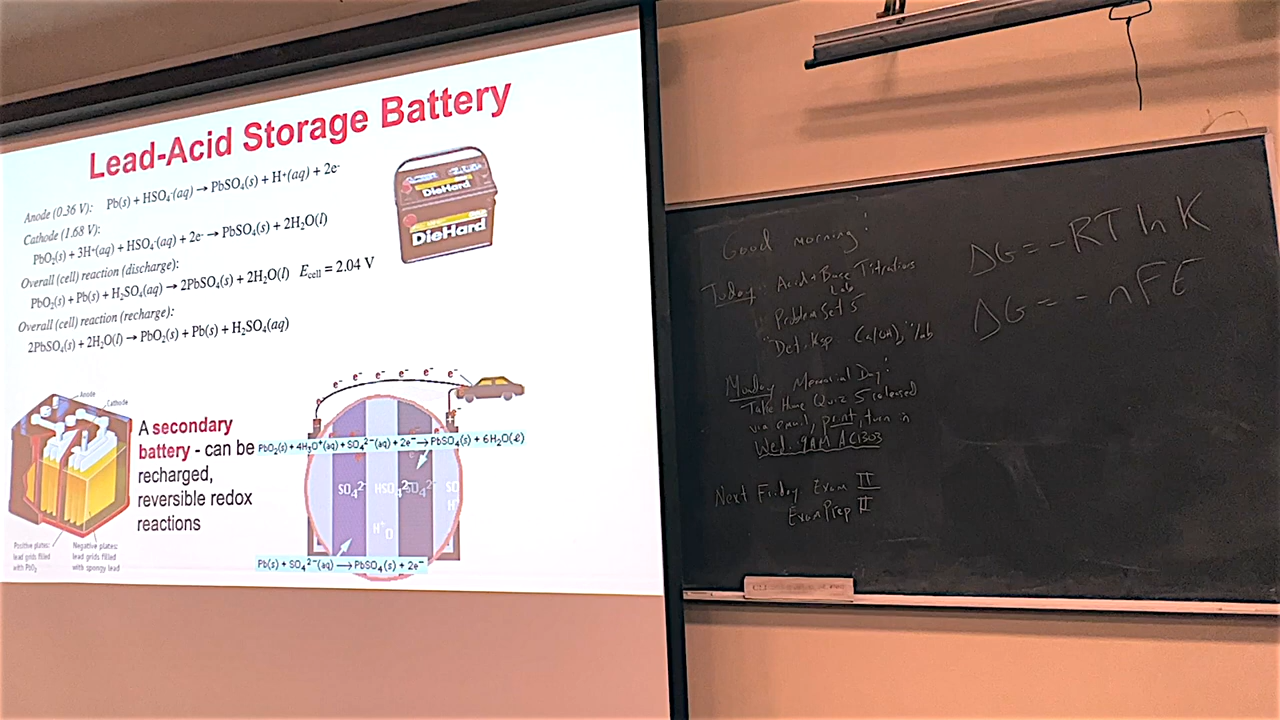 Lead-Acid Storage Battery
Anode (0.36 V): Pb(s) + HSO₄⁻(aq) → PbSO₄(s) + H⁺(aq) + 2e⁻
Cathode (1.68 V):
PbO₂(s) + 3H⁺(aq) + HSO₄⁻(aq) + 2e⁻ → PbSO₄(s) + 2H₂O(l)
Overall (cell) reaction (discharge):
PbO₂(s) + Pb(s) + H₂SO₄(aq) → 2PbSO₄(s) + 2H₂O(l) E cell = 2.04 V
Overall (cell) reaction (recharge):
2PbSO₄(s) + 2H₂O(l) → PbO₂(s) + Pb(s) + H₂SO₄(aq)
DieHard
DieHard
Anode
Cathode
Positive plates:
lead grids filled
with PbO₂
Negative plates:
lead grids filled
with spongy lead
A secondary
battery - can be
recharged,
reversible redox
reactions
e⁻ e⁻ e⁻ e⁻ e⁻ e⁻
PbO₂(s) + 4H₃O⁺(aq) + SO₄²⁻(aq) + 2e⁻ → PbSO₄(s) + 6H₂O(ℓ)
SO₄²⁻
Pb(s) + SO₄²⁻(aq) → PbSO₄(s) + 2e⁻
Good morning!
Today: Acid + Base Titrations
Lab
Problem Set 5
"Det. Ksp Ca(OH)₂" lab
Monday Memorial Day!
Take Home Quiz 5 released
via email, print, turn in
Wed. 9AM AC1303
Next Friday Exam II
Exam Prep II
ΔG = -RT ln K
ΔG = -nFE